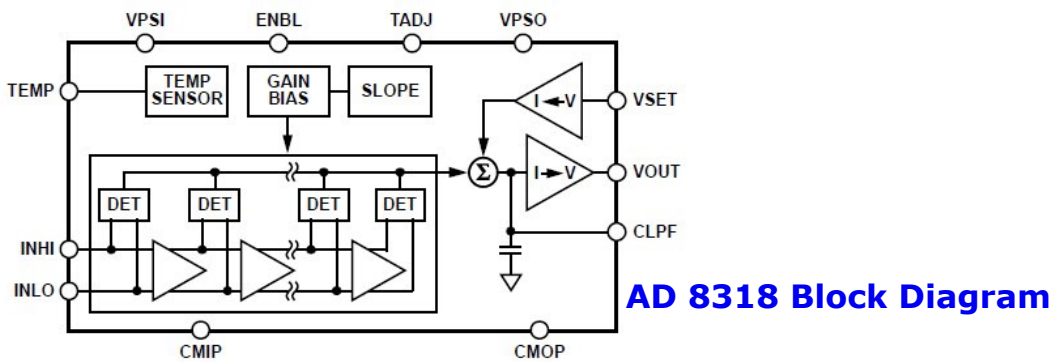 VPSI ENBL TADJ VPSO
TEMP
TEMP SENSOR
GAIN BIAS
SLOPE
I V
VSET
Σ
I V
VOUT
DET DET DET DET
CLPF
INHI
INLO
AD 8318 Block Diagram
CMIP CMOP